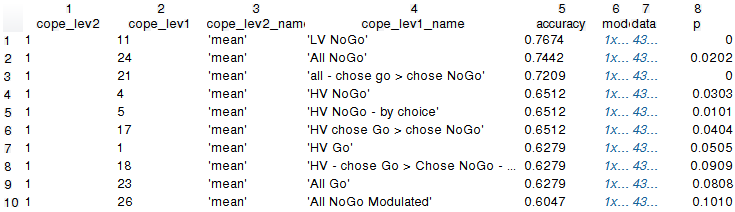 1 2 3 4 5 6 7 8
cope_lev2 cope_lev1 cope_lev2_name cope_lev1_name accuracy mod data p
1 1 11 'mean' 'LV NoGo' 0.7674 1x... 43... 0
2 1 24 'mean' 'All NoGo' 0.7442 1x... 43... 0.0202
3 1 21 'mean' 'all - chose go > chose NoGo' 0.7209 1x... 43... 0
4 1 4 'mean' 'HV NoGo' 0.6512 1x... 43... 0.0303
5 1 5 'mean' 'HV NoGo - by choice' 0.6512 1x... 43... 0.0101
6 1 17 'mean' 'HV chose Go > chose NoGo' 0.6512 1x... 43... 0.0404
7 1 1 'mean' 'HV Go' 0.6279 1x... 43... 0.0505
8 1 18 'mean' 'HV - chose Go > Chose NoGo - ... 0.6279 1x... 43... 0.0909
9 1 23 'mean' 'All Go' 0.6279 1x... 43... 0.0808
10 1 26 'mean' 'All NoGo Modulated' 0.6047 1x... 43... 0.1010